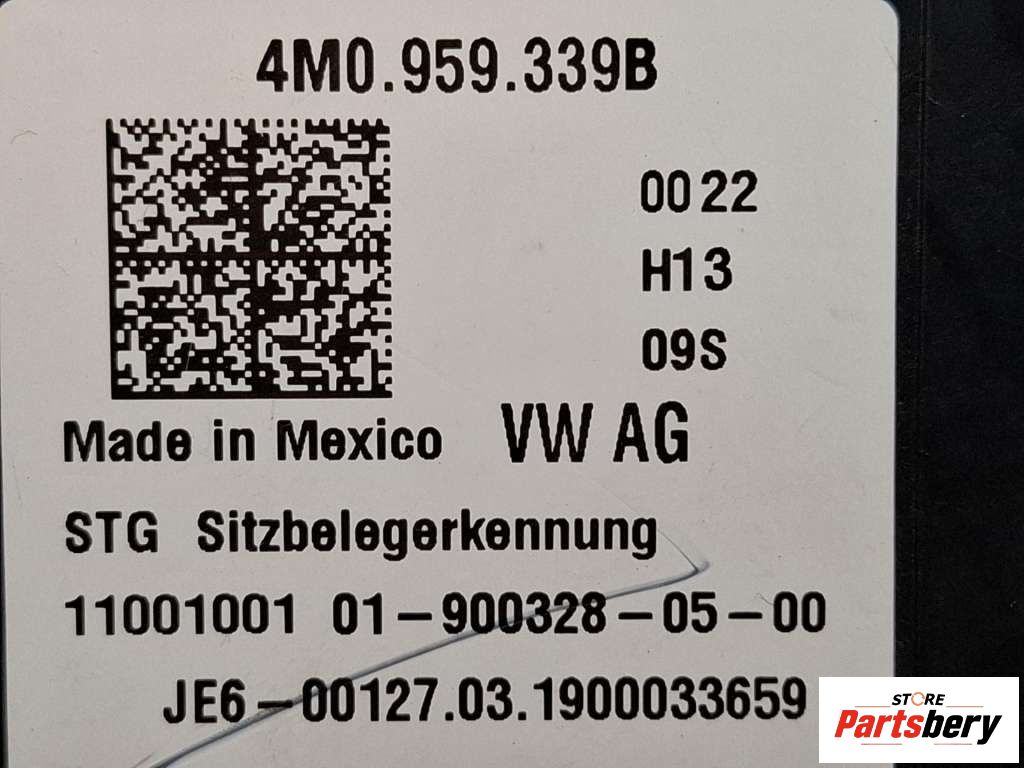 4M0.959.339B
0022
H13
09S
Made in Mexico VW AG
STG Sitzbelegerkennung
11001001 01-900328-05-00
JE6-00127.03.1900033659
STORE
Partsbery